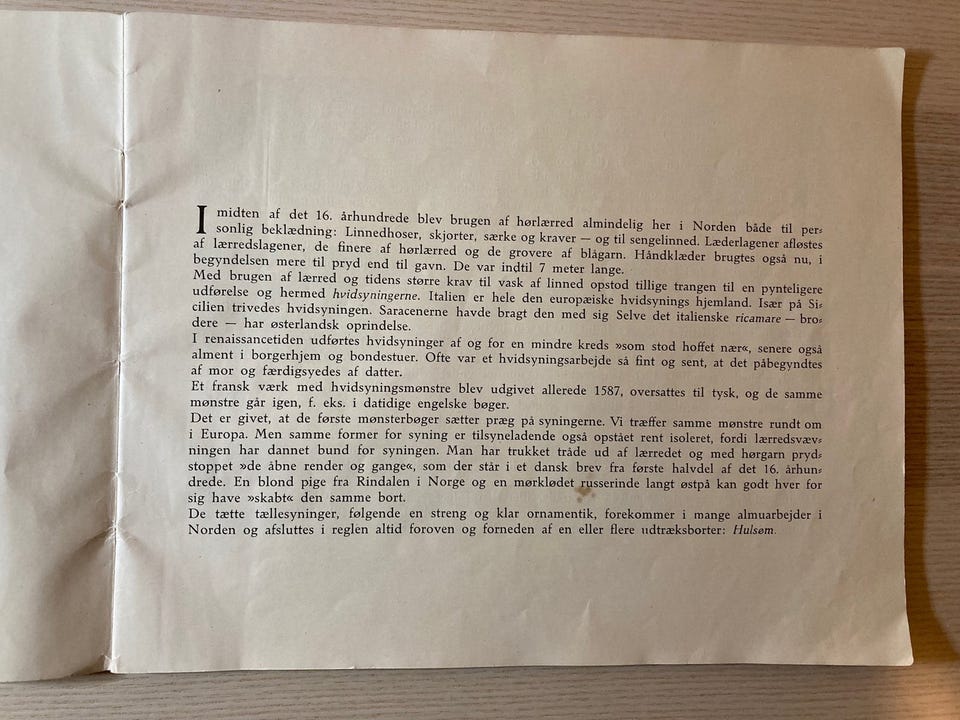 I midten af det 16. århundrede blev brugen af hørlærred almindelig her i Norden både til per⸗
sonlig beklædning: Linnedhoser, skjorter, særke og kraver — og til sengelinned. Læderlagener afløstes
af lærredslagener, de finere af hørlærred og de grovere af blågarn. Håndklæder brugtes også nu, i
begyndelsen mere til pryd end til gavn. De var indtil 7 meter lange.
Med brugen af lærred og tidens større krav til vask af linned opstod tillige trangen til en pynteligere
udførelse og hermed hvidsyningerne. Italien er hele den europæiske hvidsynings hjemland. Især på Si⸗
cilien trivedes hvidsyningen. Saracenerne havde bragt den med sig Selve det italienske ricamare — bro⸗
dere — har østerlandsk oprindelse.
I renaissancetiden udførtes hvidsyninger af og for en mindre kreds »som stod hoffet nær«, senere også
alment i borgerhjem og bondestuer. Ofte var et hvidsyningsarbejde så fint og sent, at det påbegyndtes
af mor og færdigsyedes af datter.
Et fransk værk med hvidsyningsmønstre blev udgivet allerede 1587, oversattes til tysk, og de samme
mønstre går igen, f. eks. i datidige engelske bøger.
Det er givet, at de første mønsterbøger sætter præg på syningerne. Vi træffer samme mønstre rundt om
i Europa. Men samme former for syning er tilsyneladende også opstået rent isoleret, fordi lærredsvæv⸗
ningen har dannet bund for syningen. Man har trukket tråde ud af lærredet og med hørgarn pryd⸗
stoppet »de åbne render og gange«, som der står i et dansk brev fra første halvdel af det 16. århun⸗
drede. En blond pige fra Rindalen i Norge og en mørklødet russerinde langt østpå kan godt hver for
sig have »skabt« den samme bort.
De tætte tællesyninger, følgende en streng og klar ornamentik, forekommer i mange almuarbejder i
Norden og afsluttes i reglen altid foroven og forneden af en eller flere udtræksborter: Hulsøm.